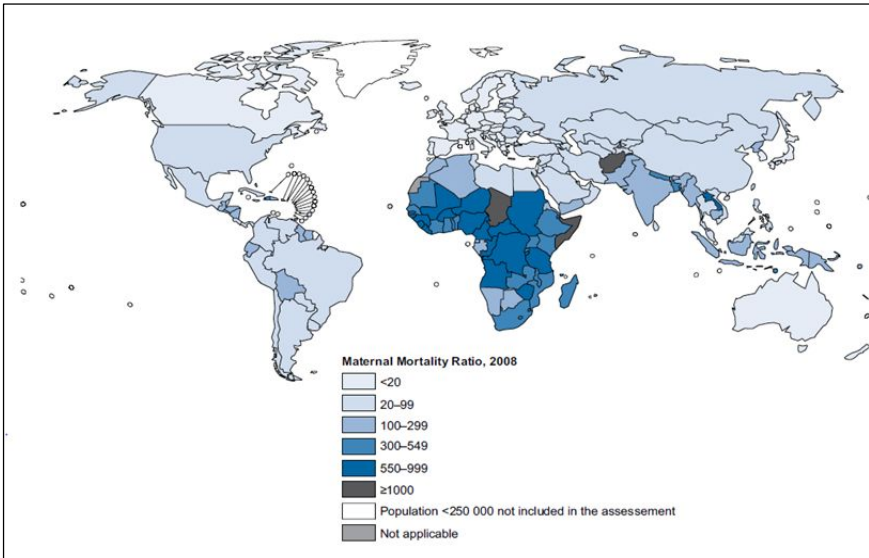 Maternal Mortality Ratio, 2008
<20
20–99
100–299
300–549
550–999
≥1000
Population <250 000 not included in the assessement
Not applicable